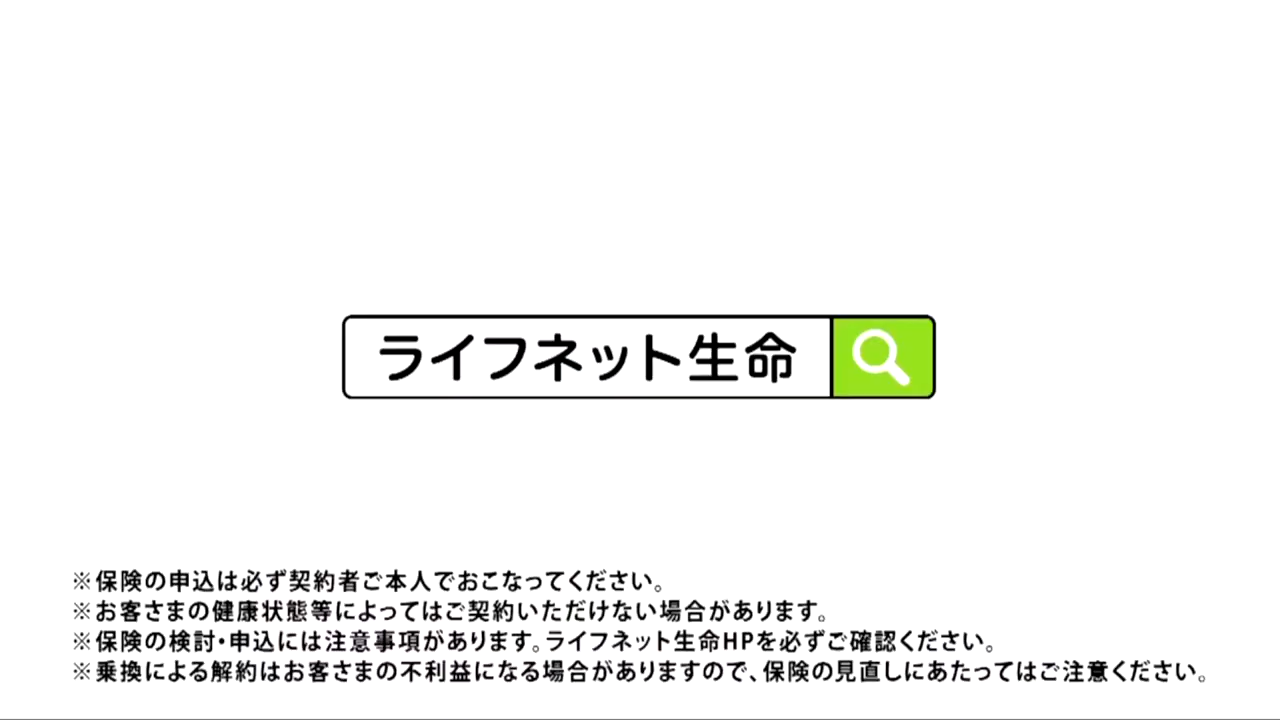 ライフネット生命
※保険の申込は必ず契約者ご本人でおこなってください。
※お客さまの健康状態等によってはご契約いただけない場合があります。
※保険の検討・申込には注意事項があります。ライフネット生命HPを必ずご確認ください。
※乗換による解約はお客さまの不利益になる場合がありますので、保険の見直しにあたってはご注意ください。